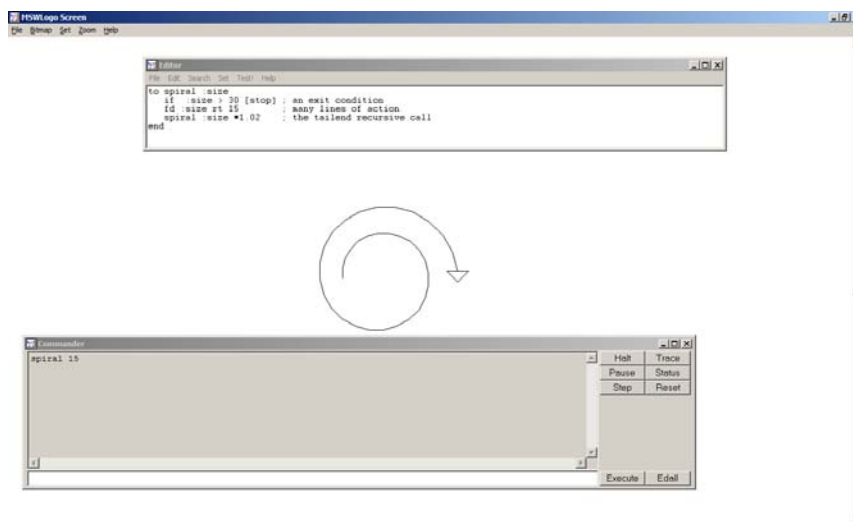 MSWLogo Screen
File Bitmap Set Zoom Help
Editor
File Edit Search Set Test! Help
to spiral :size
if :size > 30 [stop] ; an exit condition
fd :size rt 15 ; many lines of action
spiral :size *1.02 ; the tailend recursive call
end
Commander
spiral 15
Halt Trace
Pause Status
Step Reset
Execute Edall